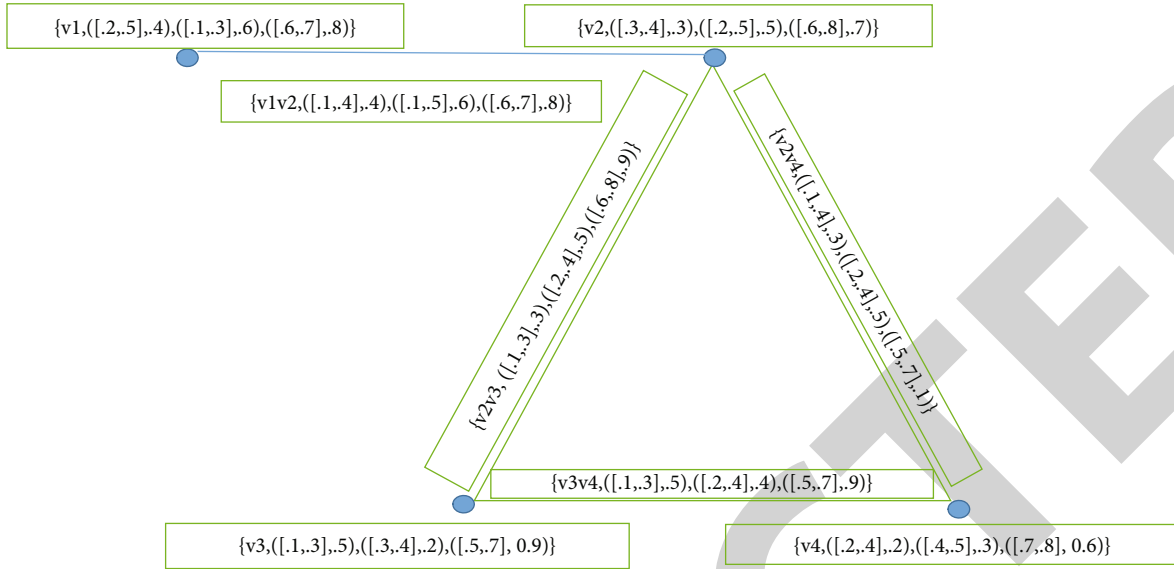 {v1,([.2,.5],.4),([.1,.3],.6),([.6,.7],.8)}
{v2,([.3,.4],.3),([.2,.5],.5),([.6,.8],.7)}
{v1v2,([.1,.4],.4),([.1,.5],.6),([.6,.7],.8)}
{v2v3, ([.1,.3],.3),([.2,.4],.5),([.6,.8],.9)}
{v2v4,([.1,.4],.3),([.2,.4],.5),([.5,.7],.1)}
{v3v4,([.1,.3],.5),([.2,.4],.4),([.5,.7],.9)}
{v3,([.1,.3],.5),([.3,.4],.2),([.5,.7], 0.9)}
{v4,([.2,.4],.2),([.4,.5],.3),([.7,.8], 0.6)}
CTE